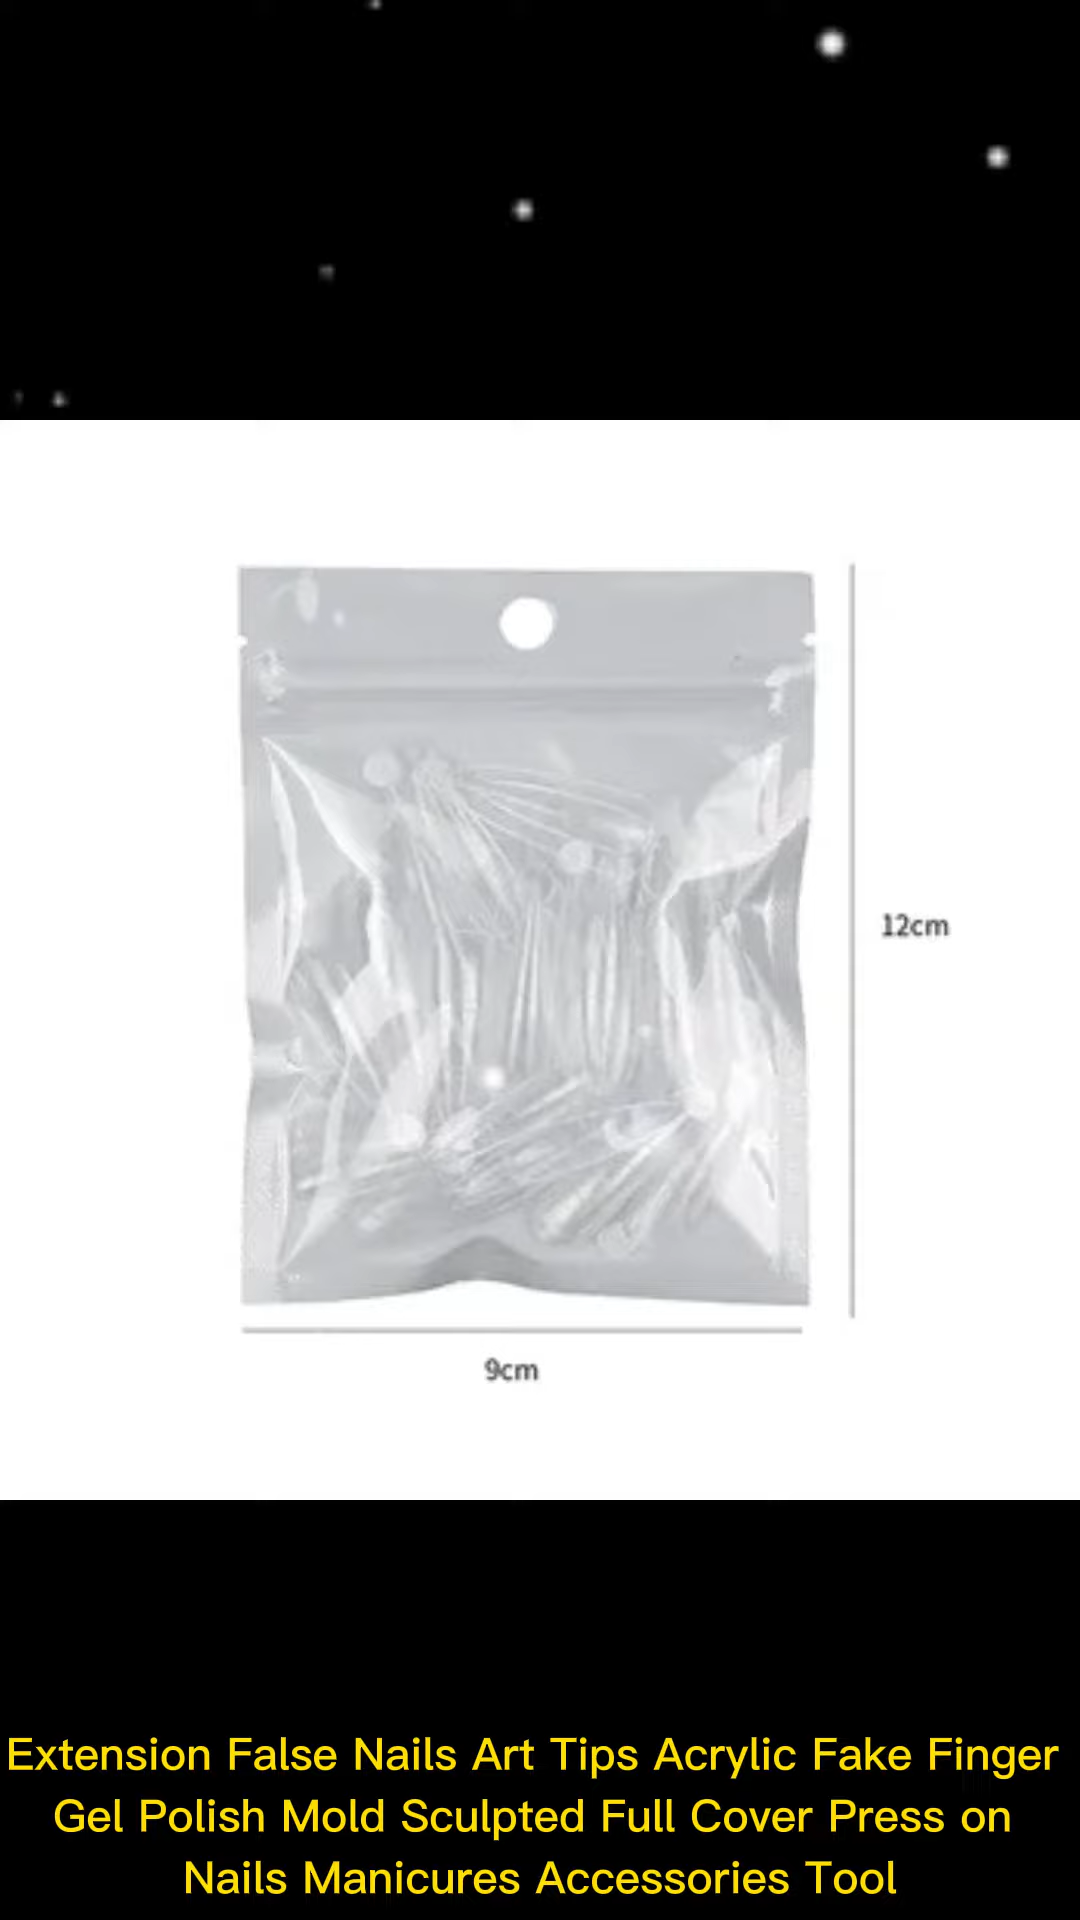 12cm
9cm
Extension False Nails Art Tips Acrylic Fake Finger
Gel Polish Mold Sculpted Full Cover Press on
Nails Manicures Accessories Tool